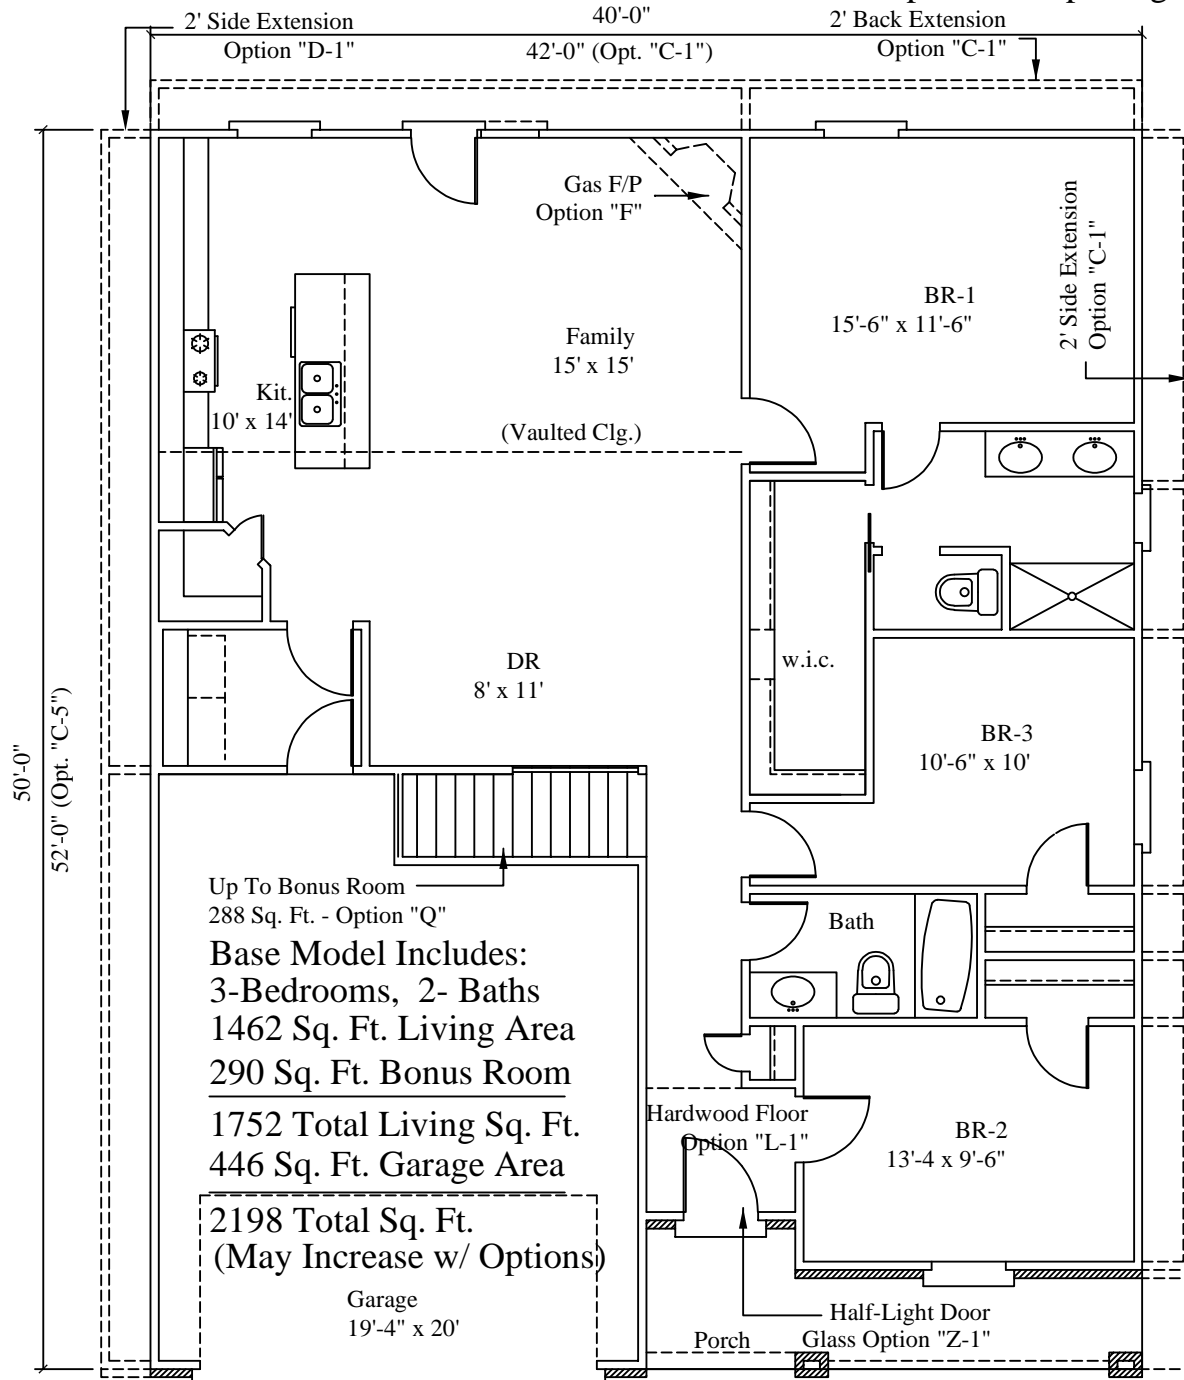 2' Side Extension
Option "D-1"
40'-0"
42'-0" (Opt. "C-1")
2' Back Extension
Option "C-1"
Gas F/P
Option "F"
2' Side Extension
Option "C-1"
BR-1
15'-6" x 11'-6"
Family
15' x 15'
Kit.
10' x 14'
(Vaulted Clg.)
w.i.c.
DR
8' x 11'
BR-3
10'-6" x 10'
50'-0"
52'-0" (Opt. "C-5")
Up To Bonus Room
288 Sq. Ft. - Option "Q"
Base Model Includes:
3-Bedrooms, 2- Baths
1462 Sq. Ft. Living Area
290 Sq. Ft. Bonus Room
1752 Total Living Sq. Ft.
446 Sq. Ft. Garage Area
2198 Total Sq. Ft.
(May Increase w/ Options)
Garage
19'-4" x 20'
Bath
Hardwood Floor
Option "L-1"
BR-2
13'-4 x 9'-6"
Half-Light Door
Glass Option "Z-1"
Porch